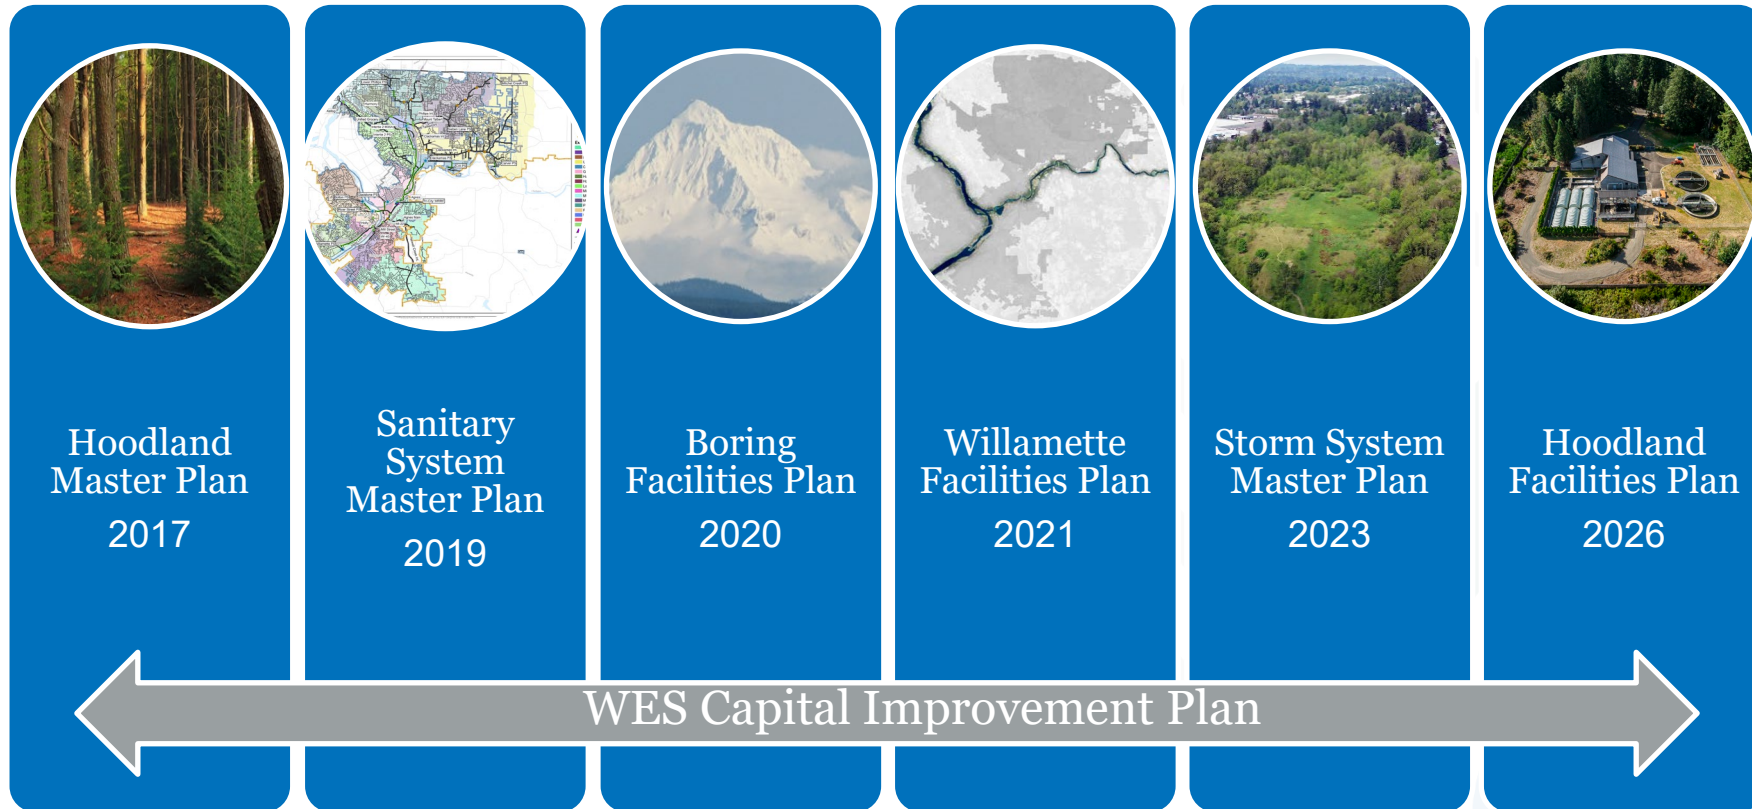 Hoodland
Master Plan
2017
Sanitary
System
Master Plan
2019
Boring
Facilities Plan
2020
Willamette
Facilities Plan
2021
Storm System
Master Plan
2023
Hoodland
Facilities Plan
2026
WES Capital Improvement Plan